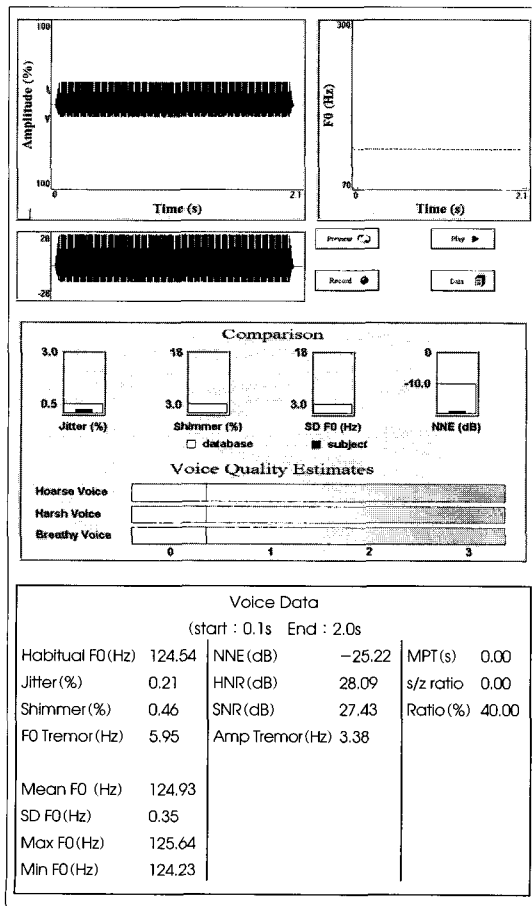 100
Amplitude (%)
100
0
2.1
Time (s)
300
F0 (Hz)
70
0
2.1
Time (s)
28
-28
Preview
Play
Record
Data
Comparison
3.0
0.5
Jitter (%)
18
3.0
Shimmer (%)
18
3.0
SD F0 (Hz)
0
-10.0
NNE (dB)
database
subject
Voice Quality Estimates
Hoarse Voice
Harsh Voice
Breathy Voice
0 1 2 3
Voice Data
(start : 0.1s End : 2.0s
Habitual F0(Hz) 124.54 NNE(dB) −25.22 MPT(s) 0.00
Jitter(%) 0.21 HNR(dB) 28.09 s/z ratio 0.00
Shimmer(%) 0.46 SNR(dB) 27.43 Ratio(%) 40.00
F0 Tremor(Hz) 5.95 Amp Tremor(Hz) 3.38
Mean F0 (Hz) 124.93
SD F0(Hz) 0.35
Max F0(Hz) 125.64
Min F0(Hz) 124.23